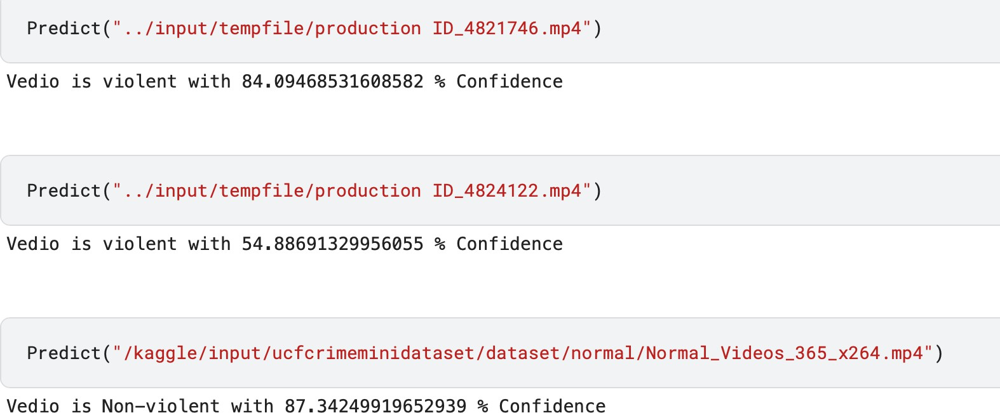 Predict("../input/tempfile/production ID_4821746.mp4")
Vedio is violent with 84.09468531608582 % Confidence
Predict("../input/tempfile/production ID_4824122.mp4")
Vedio is violent with 54.88691329956055 % Confidence
Predict("/kaggle/input/ucfcrimeminidataset/dataset/normal/Normal_Videos_365_x264.mp4")
Vedio is Non-violent with 87.34249919652939 % Confidence